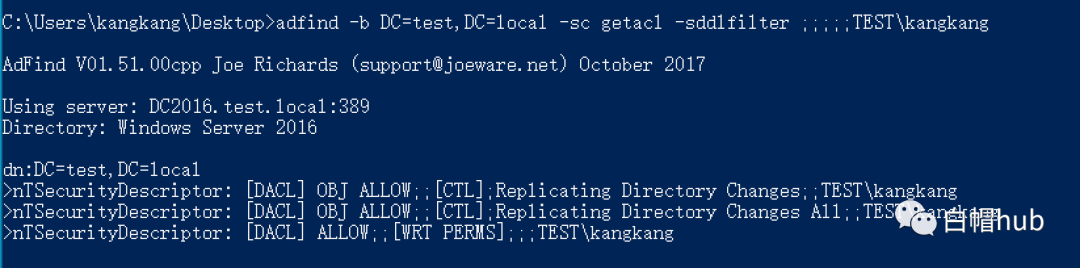 C:\Users\kangkang\Desktop>adfind -b DC=test,DC=local -sc getacl -sddlfilter ;;;;;TEST\kangkang
AdFind V01.51.00cpp Joe Richards (support@joeware.net) October 2017
Using server: DC2016.test.local:389
Directory: Windows Server 2016
dn:DC=test,DC=local
>nTSecurityDescriptor: [DACL] OBJ ALLOW;;[CTL];Replicating Directory Changes;;TEST\kangkang
>nTSecurityDescriptor: [DACL] OBJ ALLOW;;[CTL];Replicating Directory Changes All;;TEST\kangkang
>nTSecurityDescriptor: [DACL] ALLOW;;[WRT PERMS];;;TEST\kangkang
白帽hub